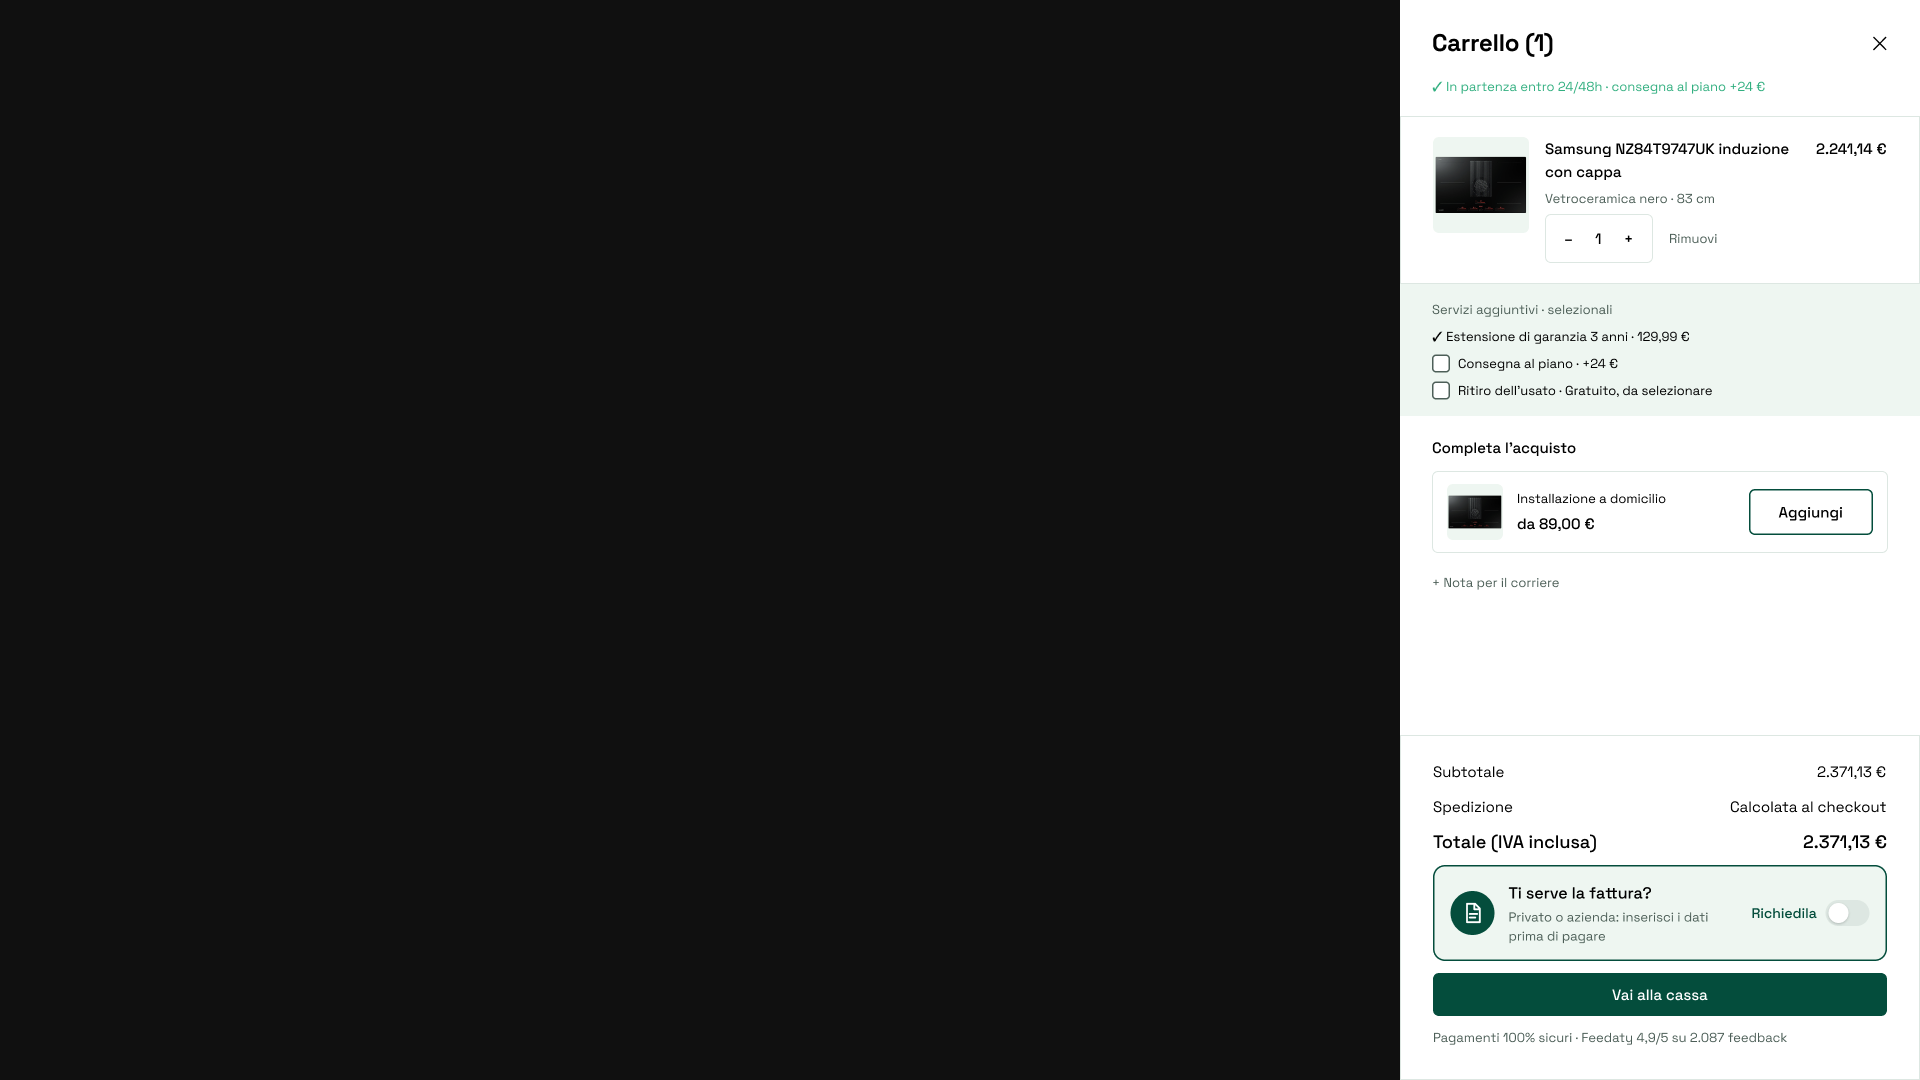 Carrello (1)
✓ In partenza entro 24/48h · consegna al piano +24 €
Samsung NZ84T9747UK induzione con cappa
2.241,14 €
Vetroceramica nero · 83 cm
– 1 +
Rimuovi
Servizi aggiuntivi · selezionali
✓ Estensione di garanzia 3 anni · 129,99 €
Consegna al piano · +24 €
Ritiro dell'usato · Gratuito, da selezionare
Completa l'acquisto
Installazione a domicilio
da 89,00 €
Aggiungi
+ Nota per il corriere
Subtotale 2.371,13 €
Spedizione Calcolata al checkout
Totale (IVA inclusa) 2.371,13 €
Ti serve la fattura?
Privato o azienda: inserisci i dati
prima di pagare
Richiedila
Vai alla cassa
Pagamenti 100% sicuri · Feedaty 4,9/5 su 2.087 feedback